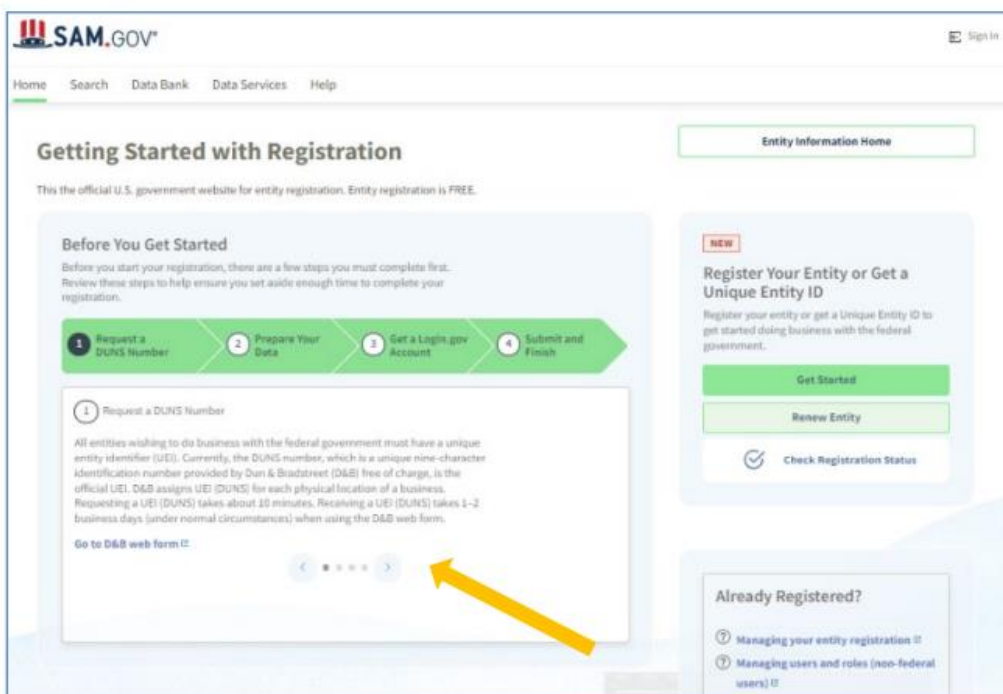 SAM.GOV®
Sign In
Home Search Data Bank Data Services Help
Getting Started with Registration
This the official U.S. government website for entity registration. Entity registration is FREE.
Before You Get Started
Before you start your registration, there are a few steps you must complete first.
Review these steps to help ensure you set aside enough time to complete your
registration.
1 Request a
DUNS Number
2 Prepare Your
Data
3 Get a Login.gov
Account
4 Submit and
Finish
1 Request a DUNS Number
All entities wishing to do business with the federal government must have a unique
entity identifier (UEI). Currently, the DUNS number, which is a unique nine-character
identification number provided by Dun & Bradstreet (D&B) free of charge, is the
official UEI. D&B assigns UEI (DUNS) for each physical location of a business.
Requesting a UEI (DUNS) takes about 10 minutes. Receiving a UEI (DUNS) takes 1–2
business days (under normal circumstances) when using the D&B web form.
Go to D&B web form
Entity Information Home
NEW
Register Your Entity or Get a
Unique Entity ID
Register your entity or get a Unique Entity ID to
get started doing business with the federal
government.
Get Started
Renew Entity
Check Registration Status
Already Registered?
Managing your entity registration
Managing users and roles (non-federal
users)